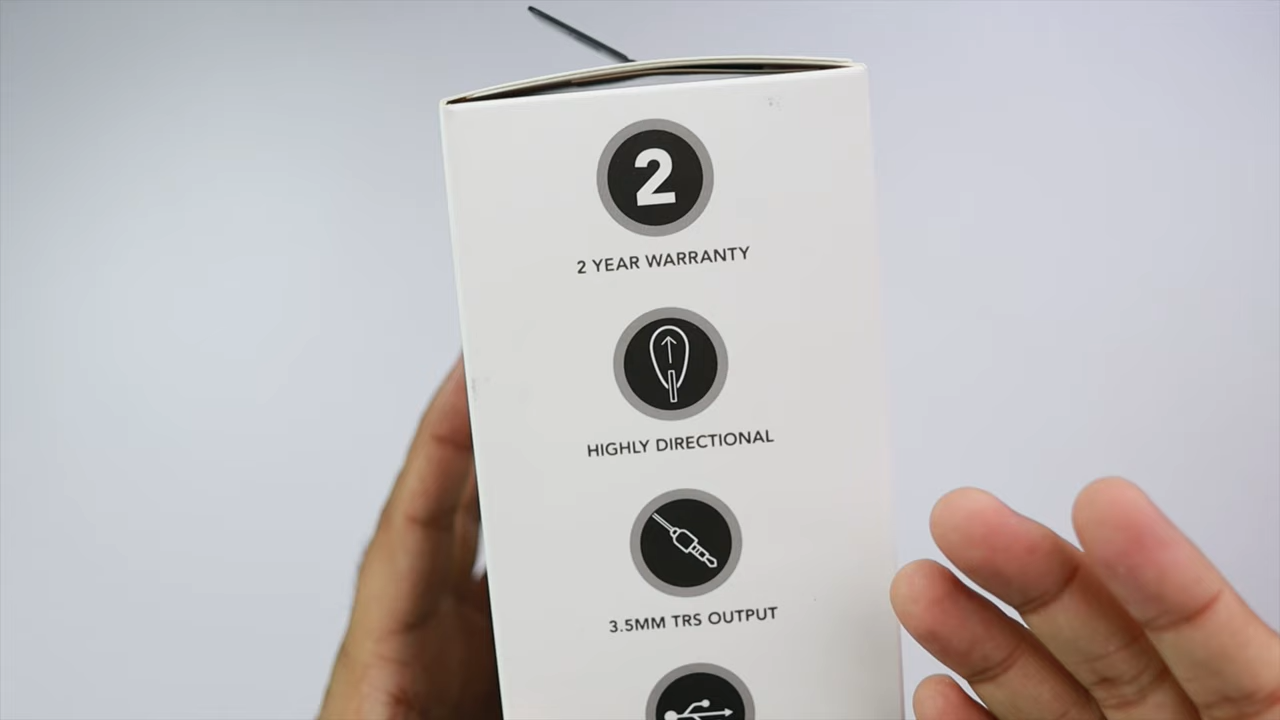 2
2 YEAR WARRANTY
HIGHLY DIRECTIONAL
3.5MM TRS OUTPUT